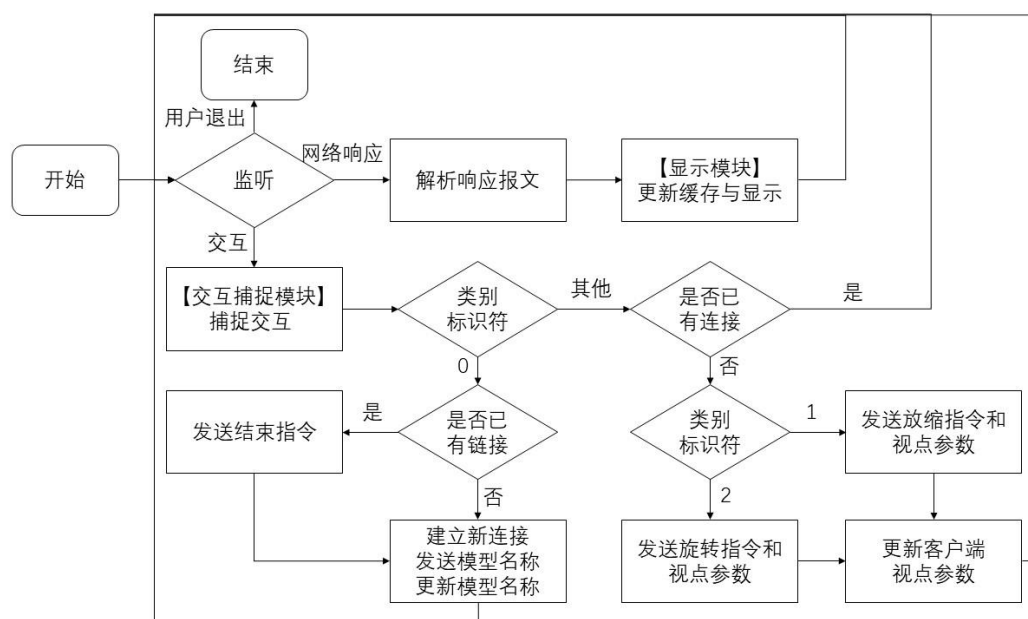 结束
用户退出
开始
监听
网络响应
解析响应报文
【显示模块】
更新缓存与显示
交互
【交互捕捉模块】
捕捉交互
类别
标识符
其他
是否已
有连接
是
0
否
发送结束指令
是
是否已
有链接
类别
标识符
1
发送放缩指令和
视点参数
否
2
建立新连接
发送模型名称
更新模型名称
发送旋转指令和
视点参数
更新客户端
视点参数